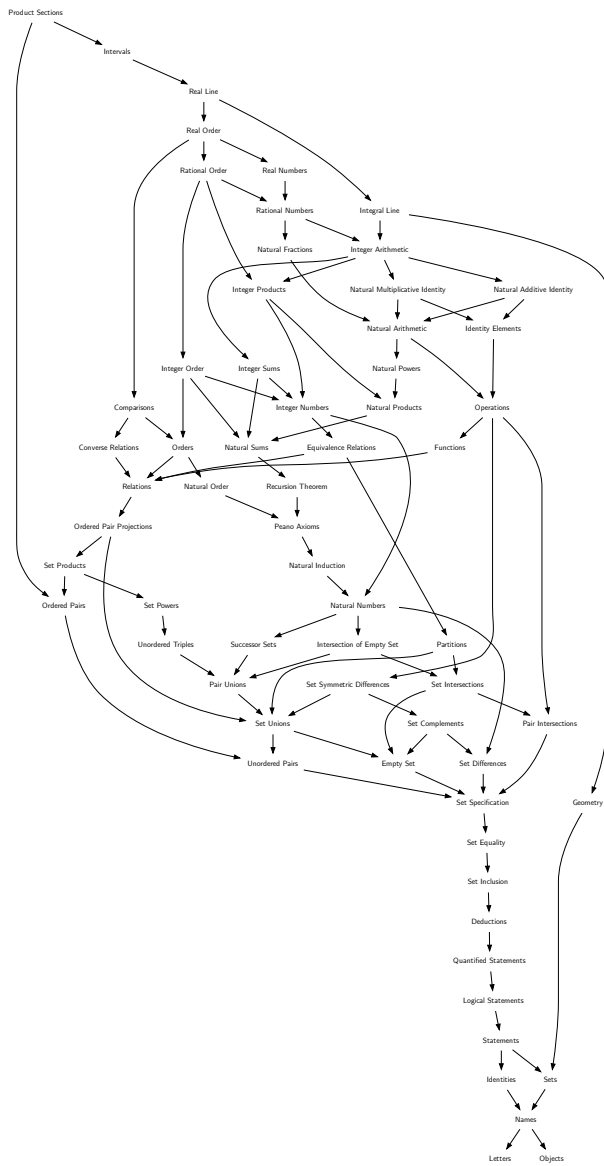 Product Sections
Intervals
Real Line
Real Order
Rational Order
Real Numbers
Rational Numbers
Integral Line
Natural Fractions
Integer Arithmetic
Integer Products
Natural Multiplicative Identity
Natural Additive Identity
Natural Arithmetic
Identity Elements
Integer Order
Integer Sums
Natural Powers
Comparisons
Integer Numbers
Natural Products
Operations
Converse Relations
Orders
Natural Sums
Equivalence Relations
Functions
Relations
Natural Order
Recursion Theorem
Ordered Pair Projections
Peano Axioms
Set Products
Natural Induction
Ordered Pairs
Set Powers
Natural Numbers
Unordered Triples
Successor Sets
Intersection of Empty Set
Partitions
Pair Unions
Set Symmetric Differences
Set Intersections
Set Unions
Set Complements
Pair Intersections
Unordered Pairs
Empty Set
Set Differences
Set Specification
Geometry
Set Equality
Set Inclusion
Deductions
Quantified Statements
Logical Statements
Statements
Identities
Sets
Names
Letters
Objects